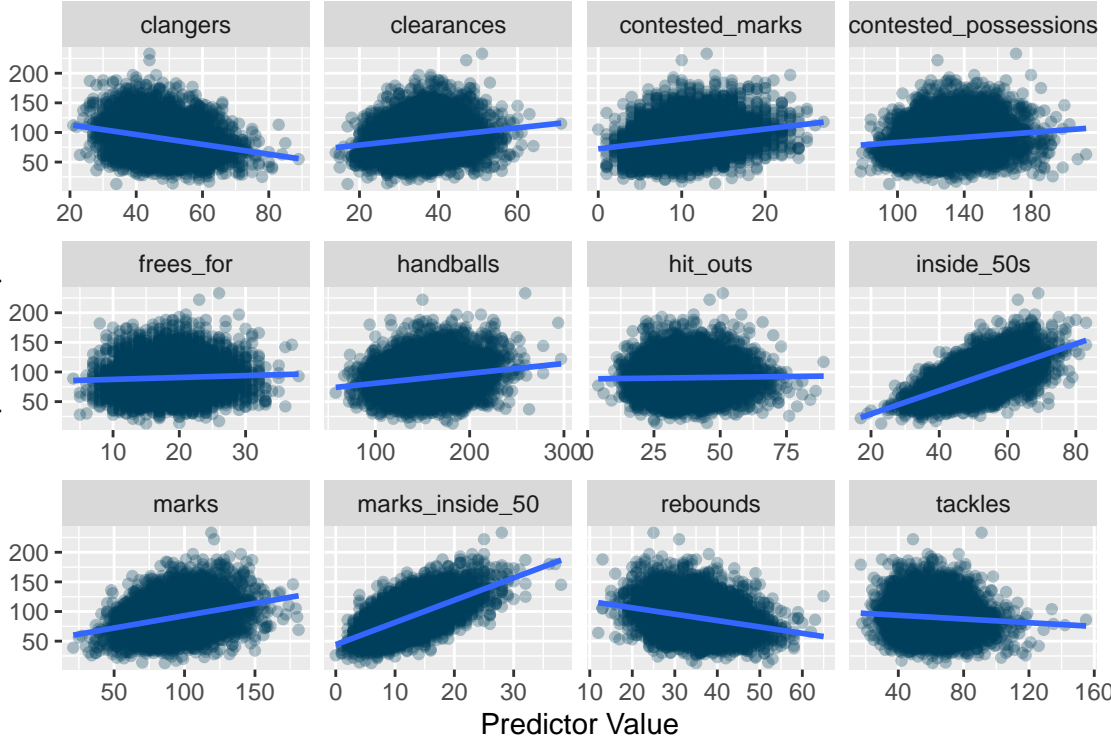 clangers clearances contested_marks contested_possessions
200
150
100
50
20 40 60 80 20 40 60 0 10 20 100 140 180
frees_for handballs hit_outs inside_50s
200
150
100
50
10 20 30 100 200 300 0 25 50 75 20 40 60 80
marks marks_inside_50 rebounds tackles
200
150
100
50
50 100 150 0 10 20 30 10 20 30 40 50 60 40 80 120 160
Predictor Value